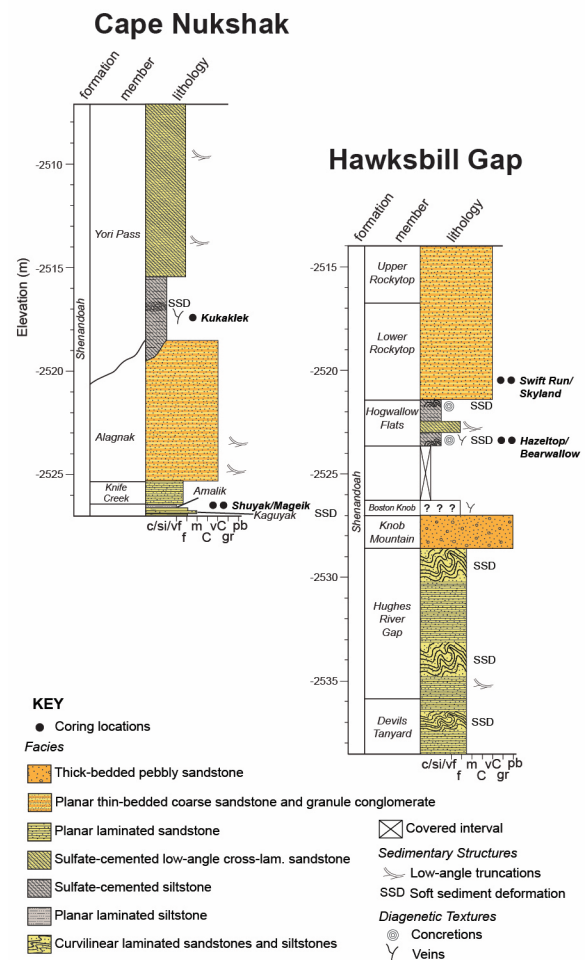 Cape Nukshak
formation
member
lithology
-2510
-2515
-2520
-2525
Elevation (m)
Shenandoah
Yori Pass
SSD
Kukaklek
Alagnak
Knife
Creek
Amalik
Shuyak/Mageik
Kaguyak
SSD
c/si/vf m vC pb
f C gr
Hawksbill Gap
formation
member
lithology
-2515
-2520
-2525
-2530
-2535
Shenandoah
Upper
Rockytop
Lower
Rockytop
Swift Run/
Skyland
Hogwallow
Flats
SSD
SSD
Hazeltop/
Bearwallow
Boston Knob
? ? ?
Knob
Mountain
SSD
Hughes
River
Gap
SSD
Devils
Tanyard
SSD
c/si/vf m vC pb
f C gr
KEY
Coring locations
Facies
Thick-bedded pebbly sandstone
Planar thin-bedded coarse sandstone and granule conglomerate
Planar laminated sandstone
Sulfate-cemented low-angle cross-lam. sandstone
Sulfate-cemented siltstone
Planar laminated siltstone
Curvilinear laminated sandstones and siltstones
Covered interval
Sedimentary Structures
Low-angle truncations
SSD Soft sediment deformation
Diagenetic Textures
Concretions
Veins